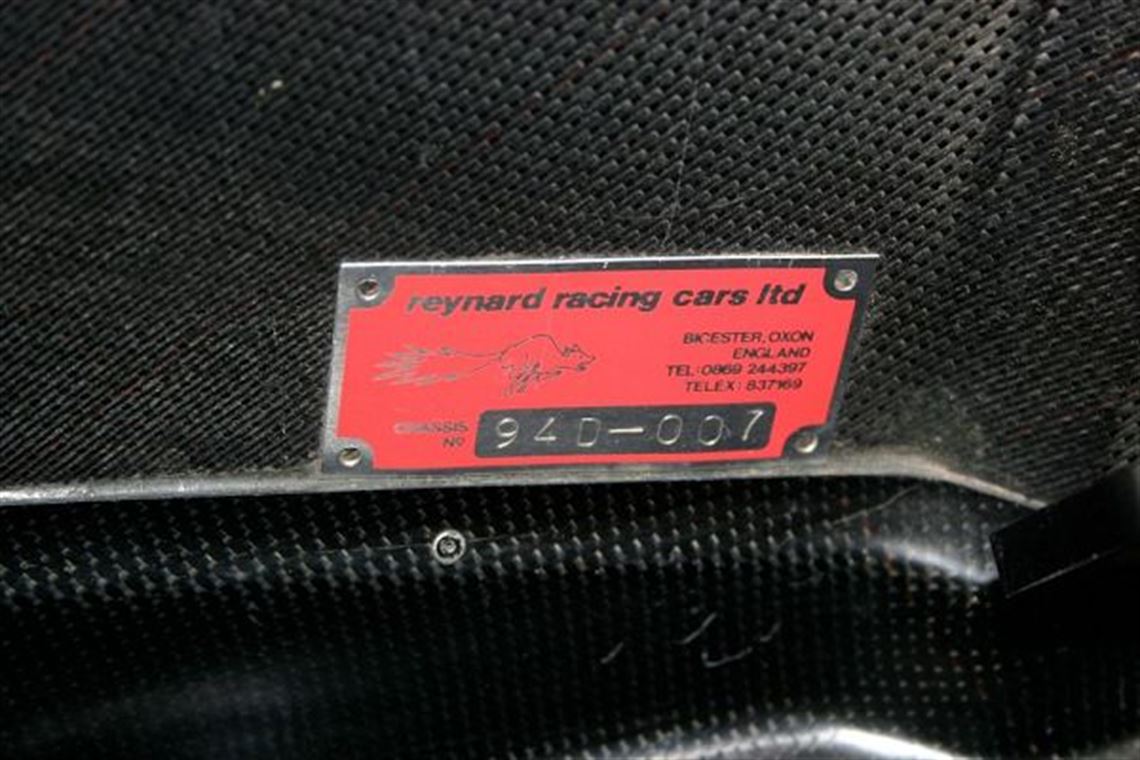 reynard racing cars ltd
BICESTER, OXON
ENGLAND
TEL:0869 244397
TELEX: 837169
CHASSIS
No 94D-007